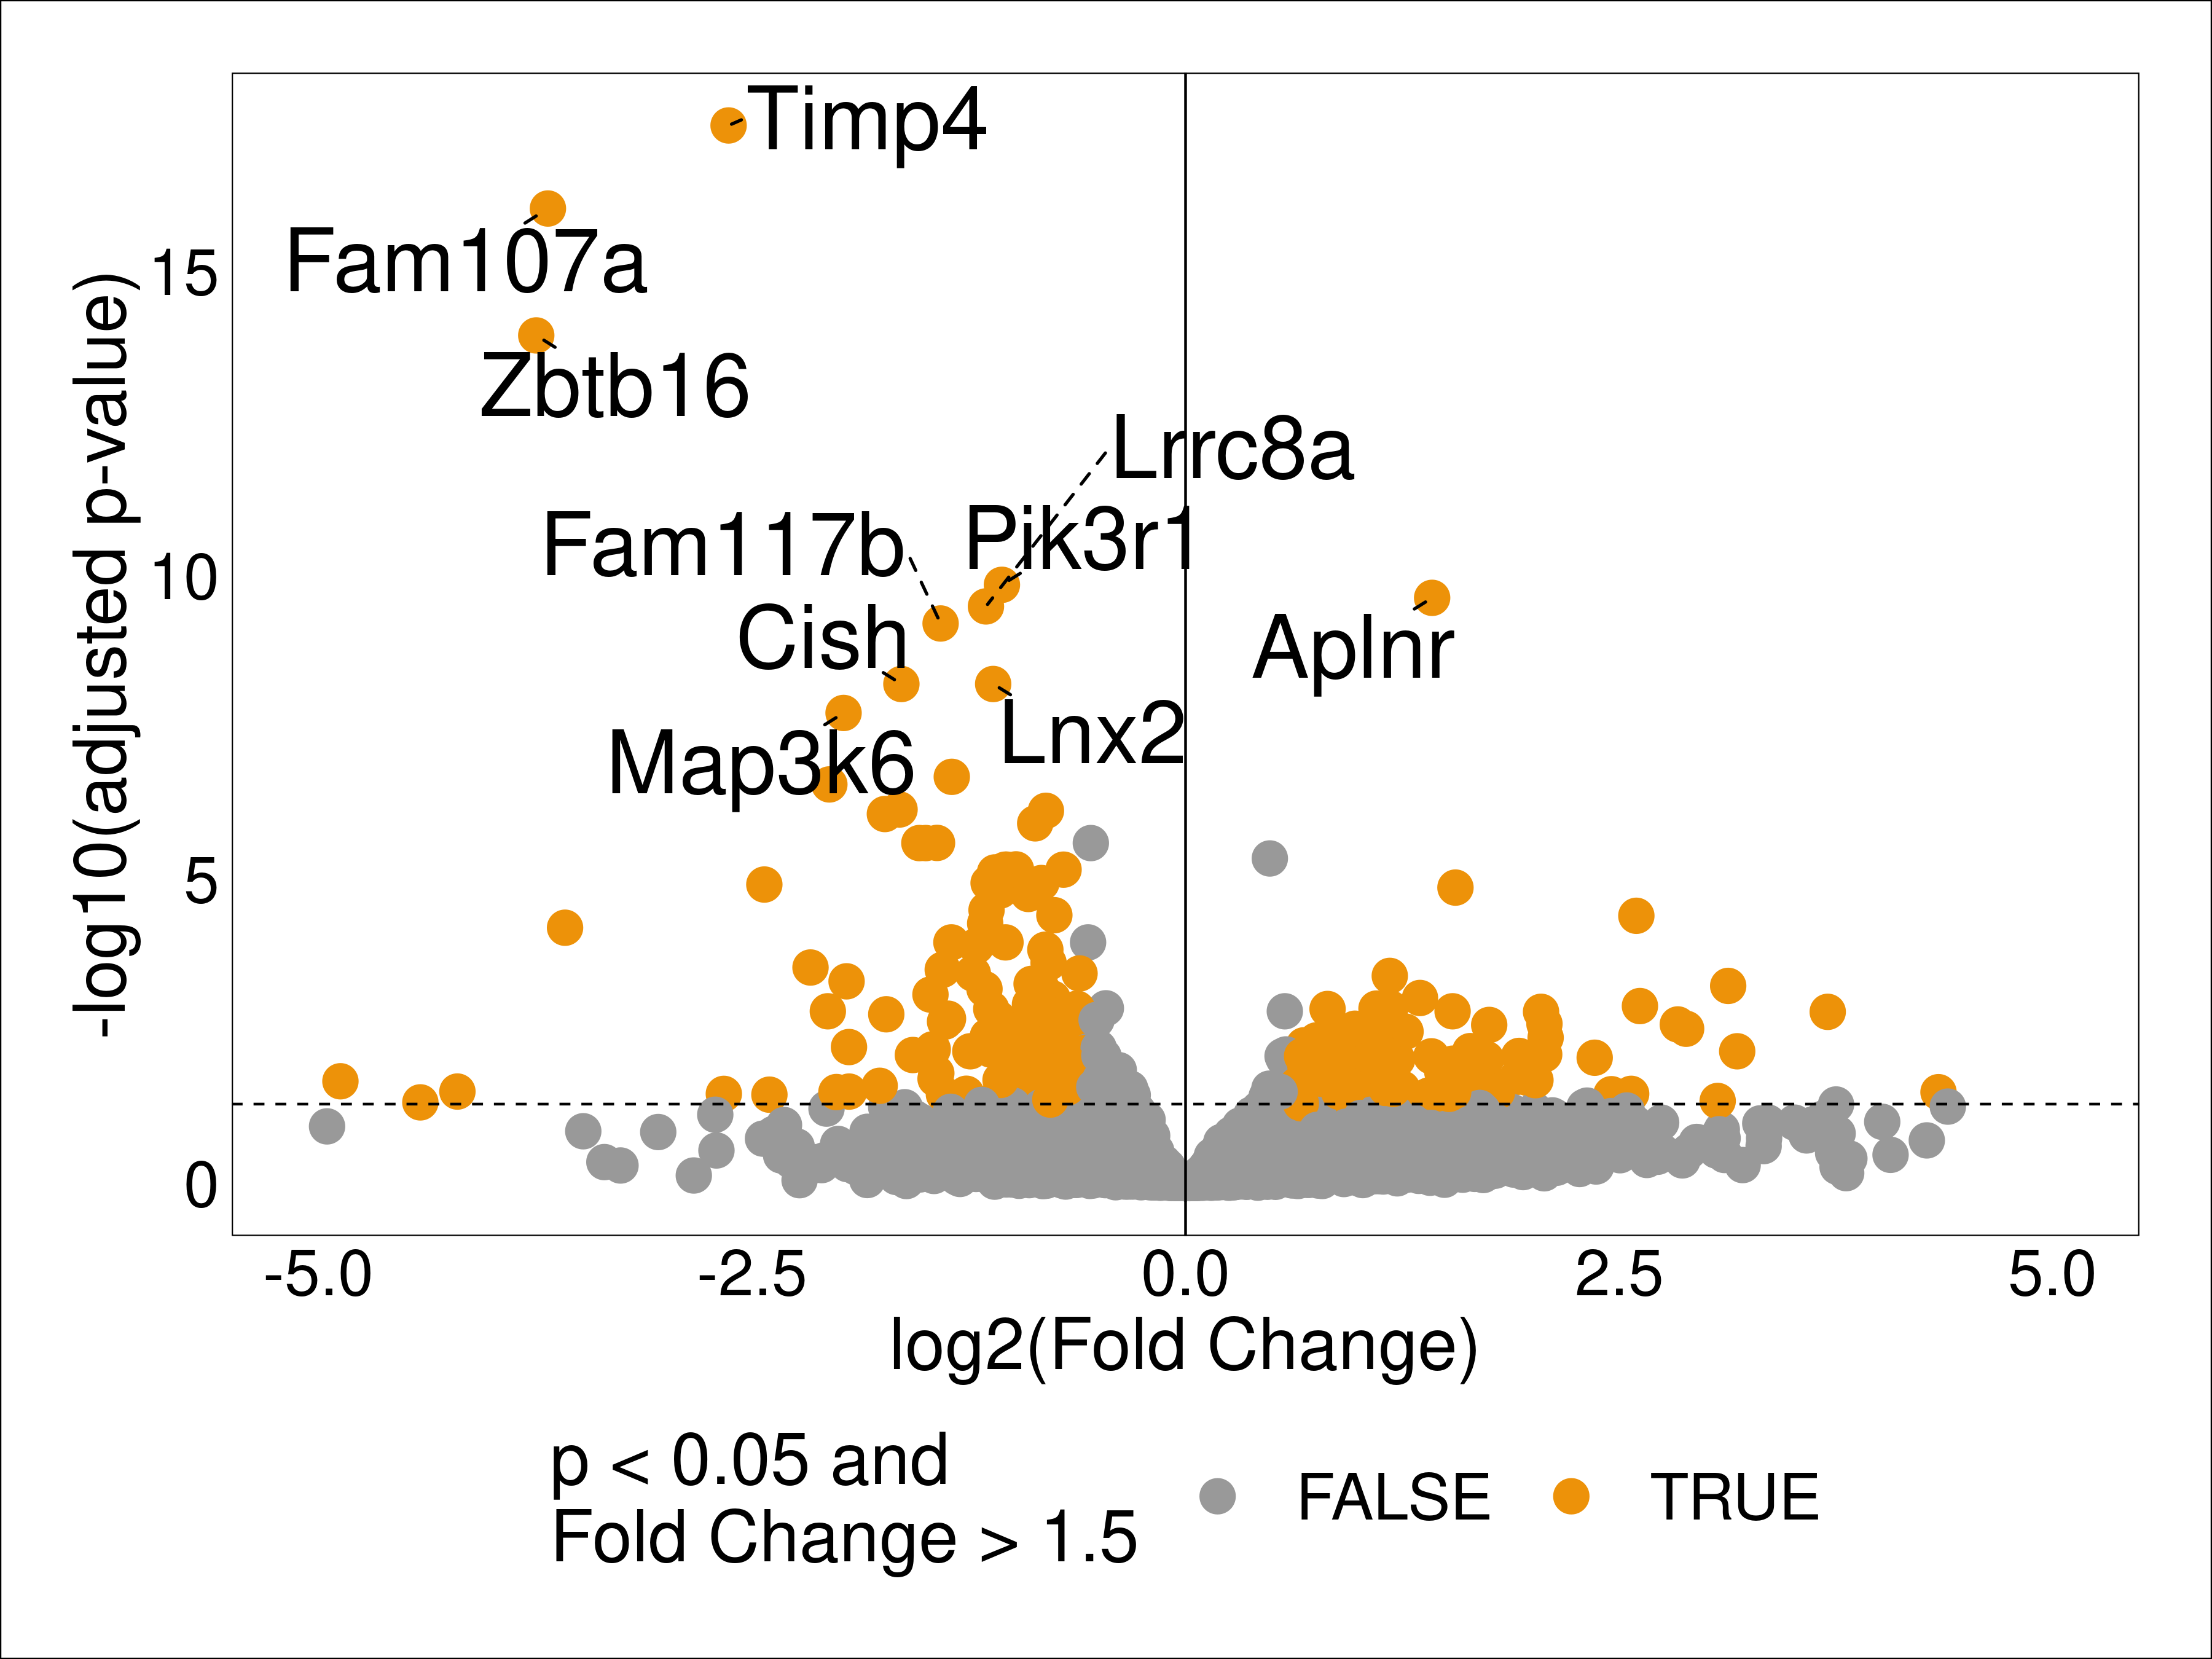 Timp4
Fam107a
Zbtb16
Lrrc8a
Pik3r1
Fam117b
Cish
Aplnr
Lnx2
Map3k6
-log10(adjusted p-value)
15
10
5
0
-5.0
-2.5
0.0
2.5
5.0
log2(Fold Change)
p < 0.05 and
Fold Change > 1.5
FALSE
TRUE